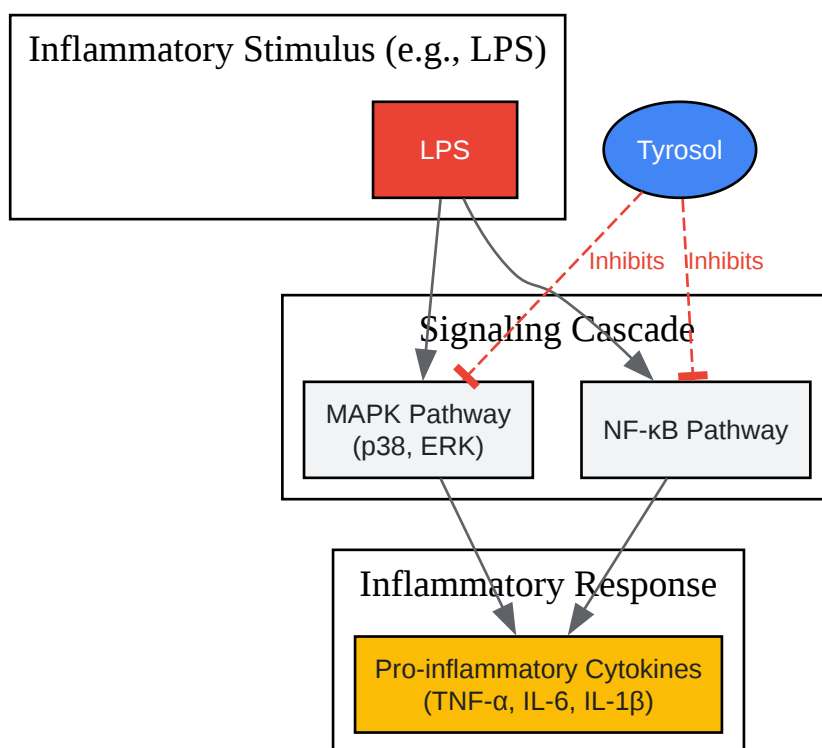 Inflammatory Stimulus (e.g., LPS)
LPS
Tyrosol
Inhibits
Inhibits
Signaling Cascade
MAPK Pathway
(p38, ERK)
NF-κB Pathway
Inflammatory Response
Pro-inflammatory Cytokines
(TNF-α, IL-6, IL-1β)